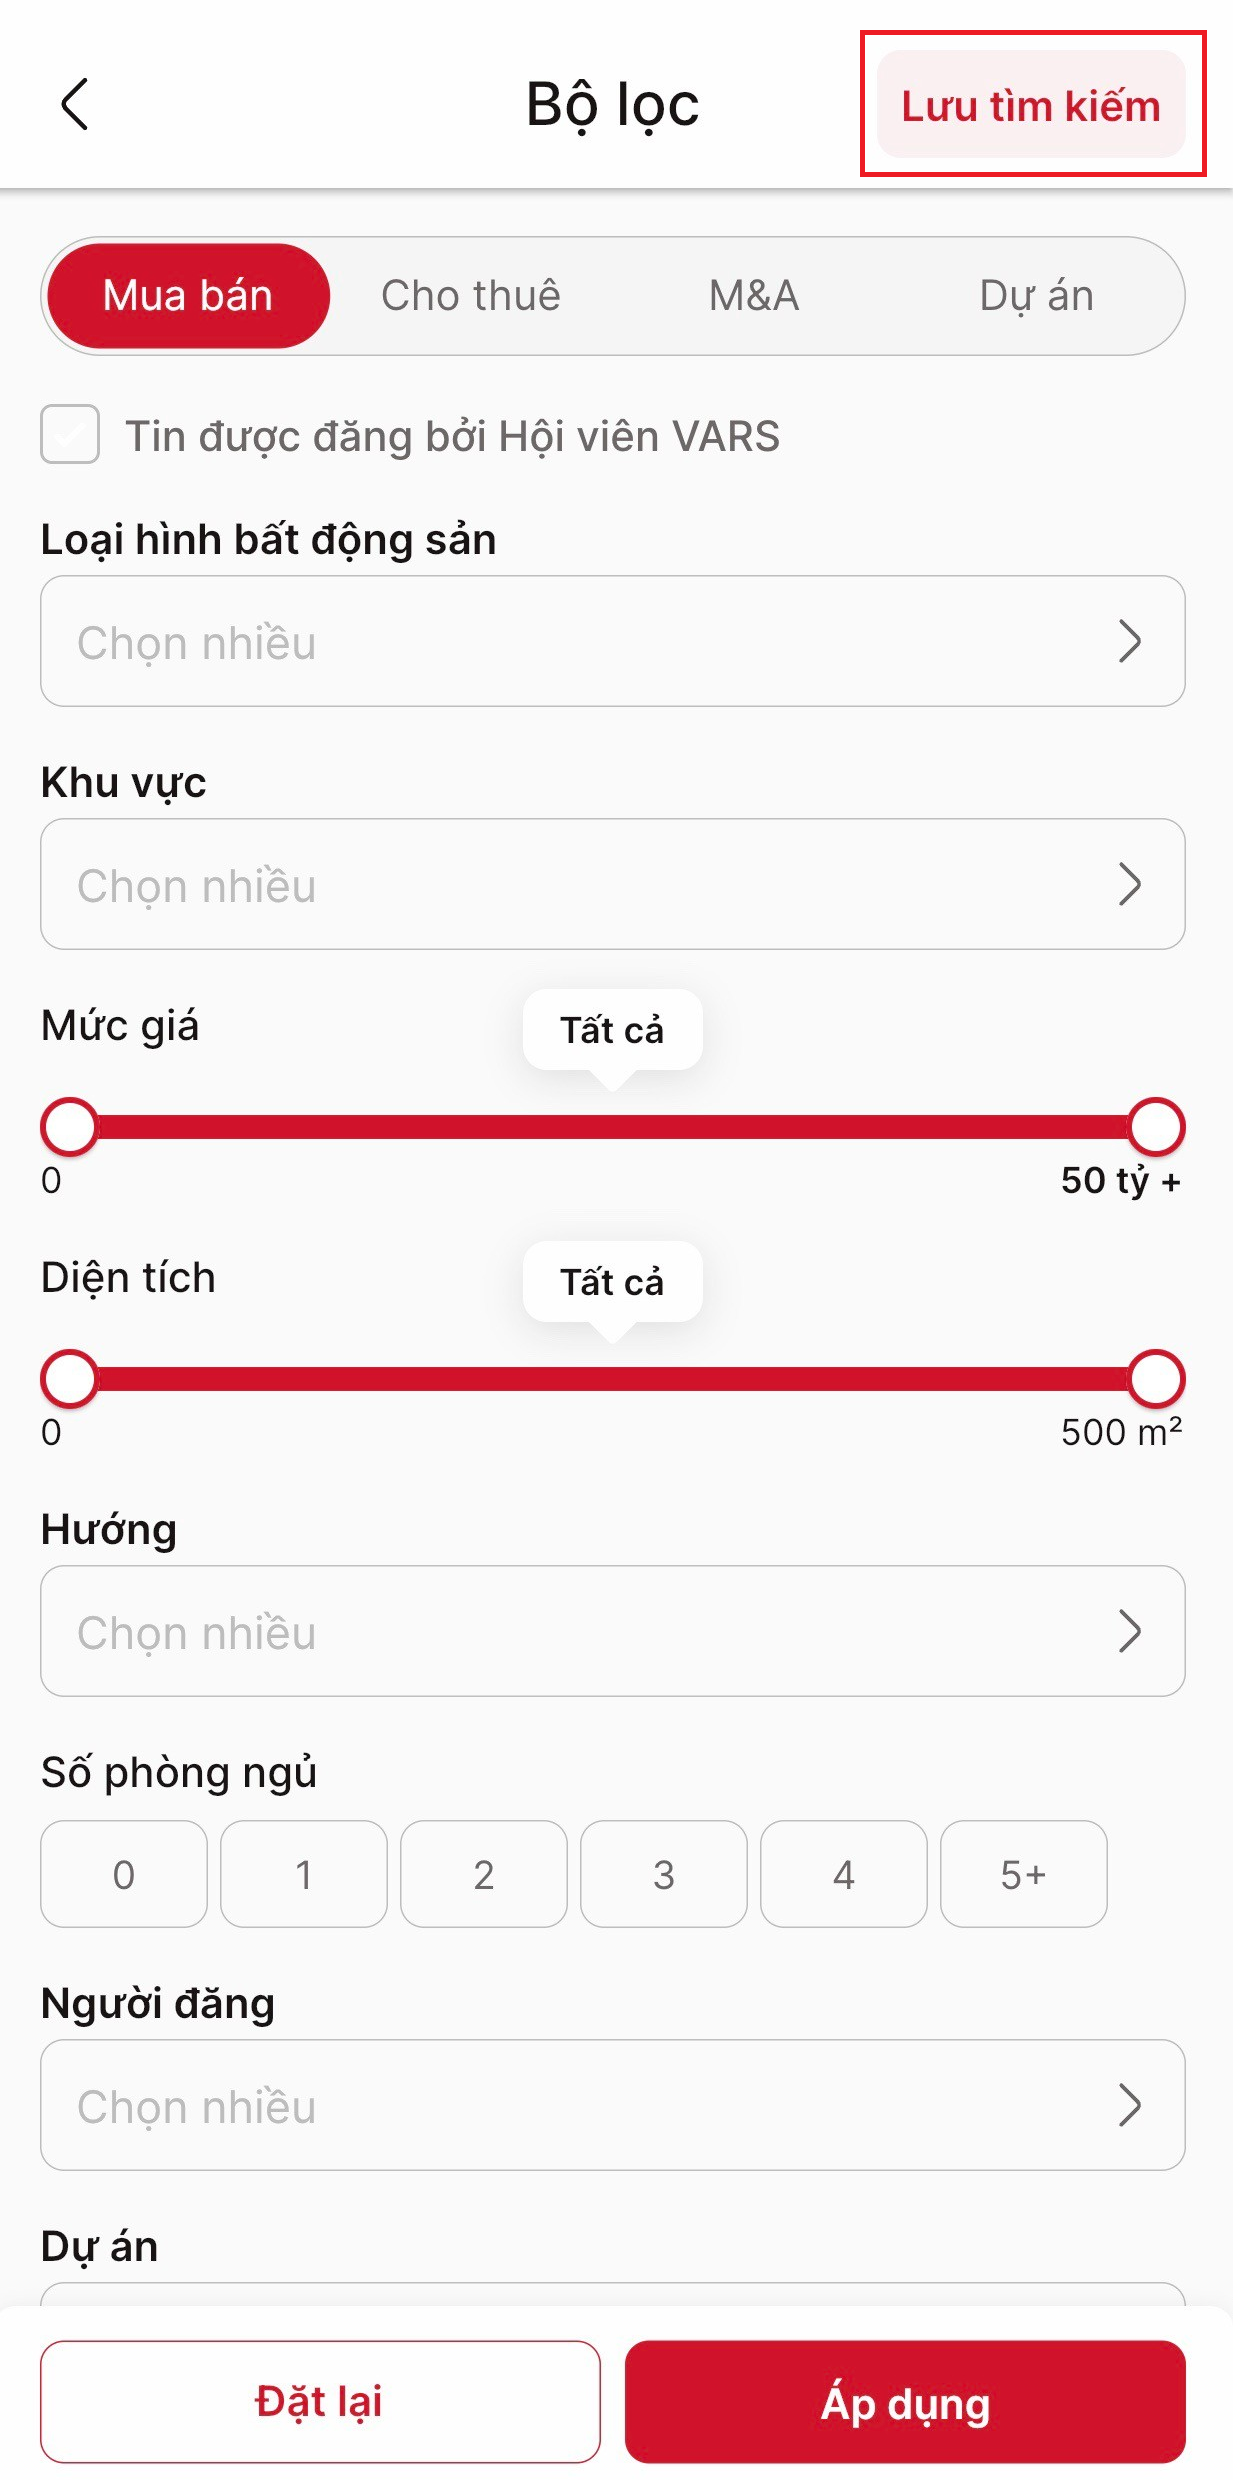 Bộ lọc
Lưu tìm kiếm
Mua bán Cho thuê M&A Dự án
Tin được đăng bởi Hội viên VARS
Loại hình bất động sản
Chọn nhiều
Khu vực
Chọn nhiều
Mức giá
Tất cả
0 50 tỷ +
Diện tích
Tất cả
0 500 m²
Hướng
Chọn nhiều
Số phòng ngủ
0 1 2 3 4 5+
Người đăng
Chọn nhiều
Dự án
Đặt lại Áp dụng